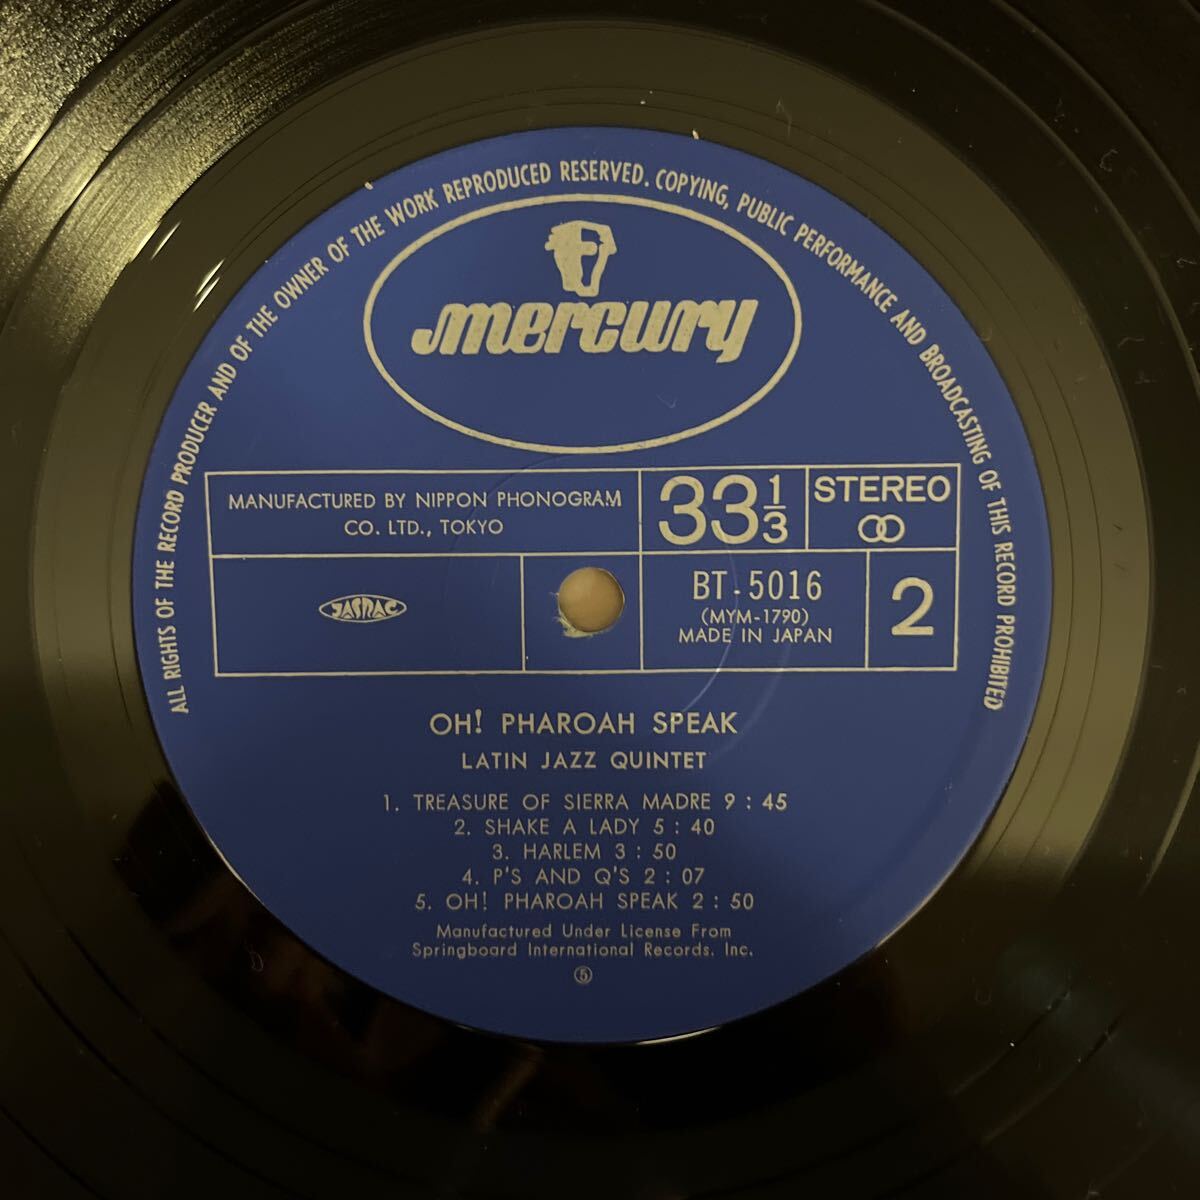 ALL RIGHTS OF THE RECORD PRODUCER AND OF THE OWNER OF THE WORK REPRODUCED RESERVED. COPYING, PUBLIC PERFORMANCE AND BROADCASTING OF THIS RECORD PROHIBITED
mercury
MANUFACTURED BY NIPPON PHONOGRAM
CO. LTD., TOKYO
33 1/3
STEREO
JASRAC
BT-5016
(MYM-1790)
MADE IN JAPAN
2
OH! PHAROAH SPEAK
LATIN JAZZ QUINTET
1. TREASURE OF SIERRA MADRE 9 : 45
2. SHAKE A LADY 5 : 40
3. HARLEM 3 : 50
4. P'S AND Q'S 2 : 07
5. OH! PHAROAH SPEAK 2 : 50
Manufactured Under License From
Springboard International Records. Inc.
⑤